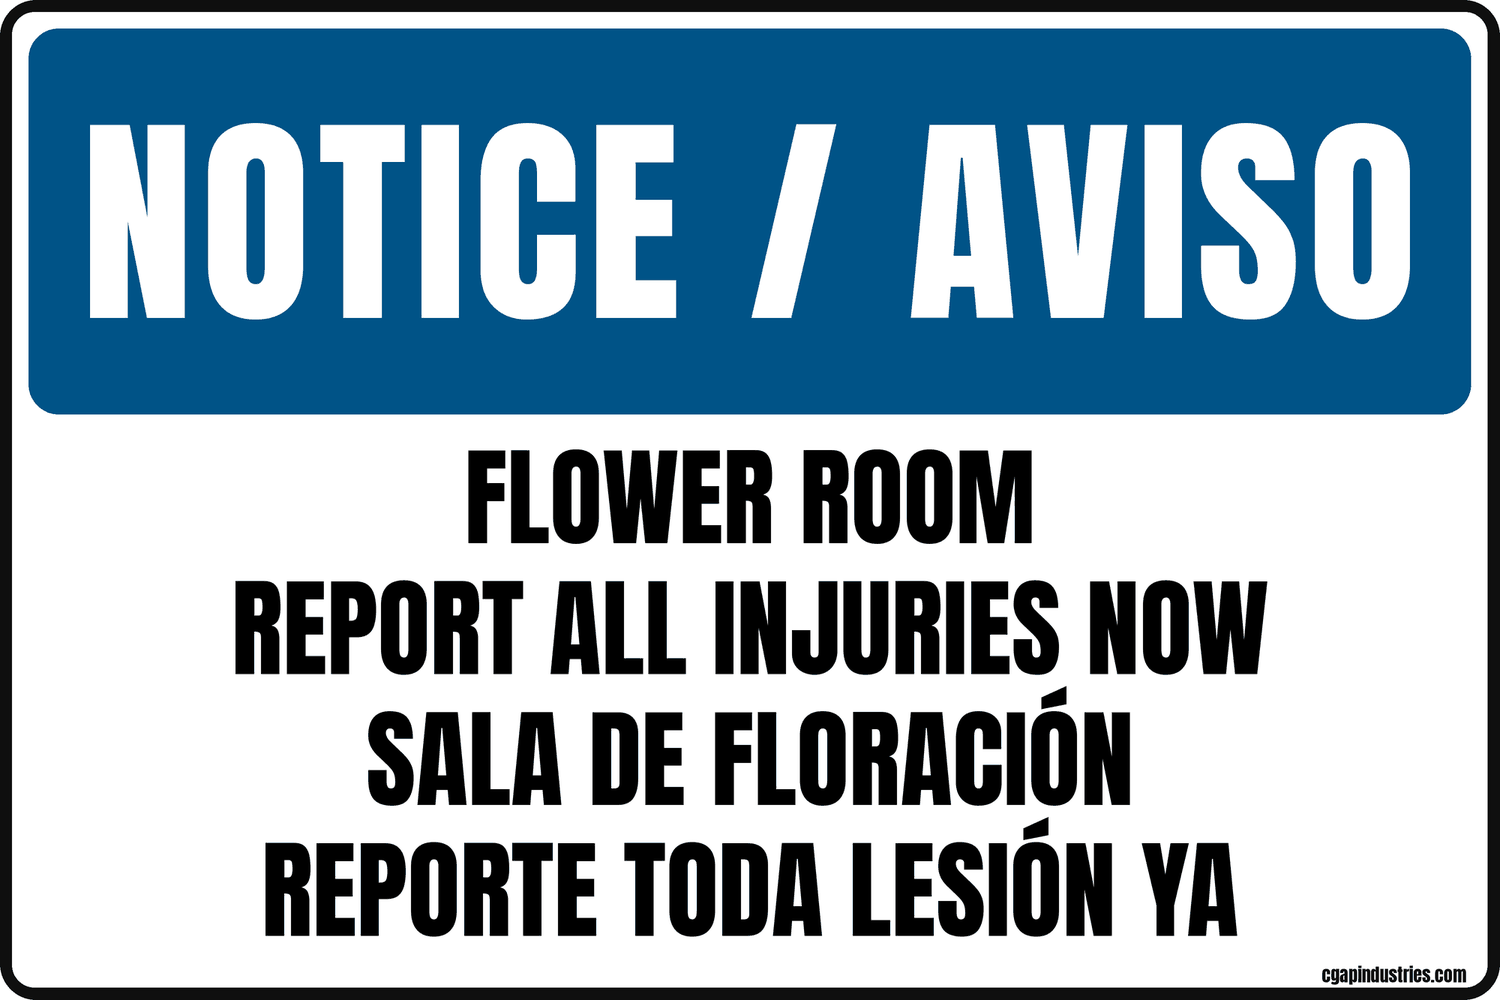 NOTICE / AVISO
FLOWER ROOM
REPORT ALL INJURIES NOW
SALA DE FLORACIÓN
REPORTE TODA LESIÓN YA
cgapindustries.com